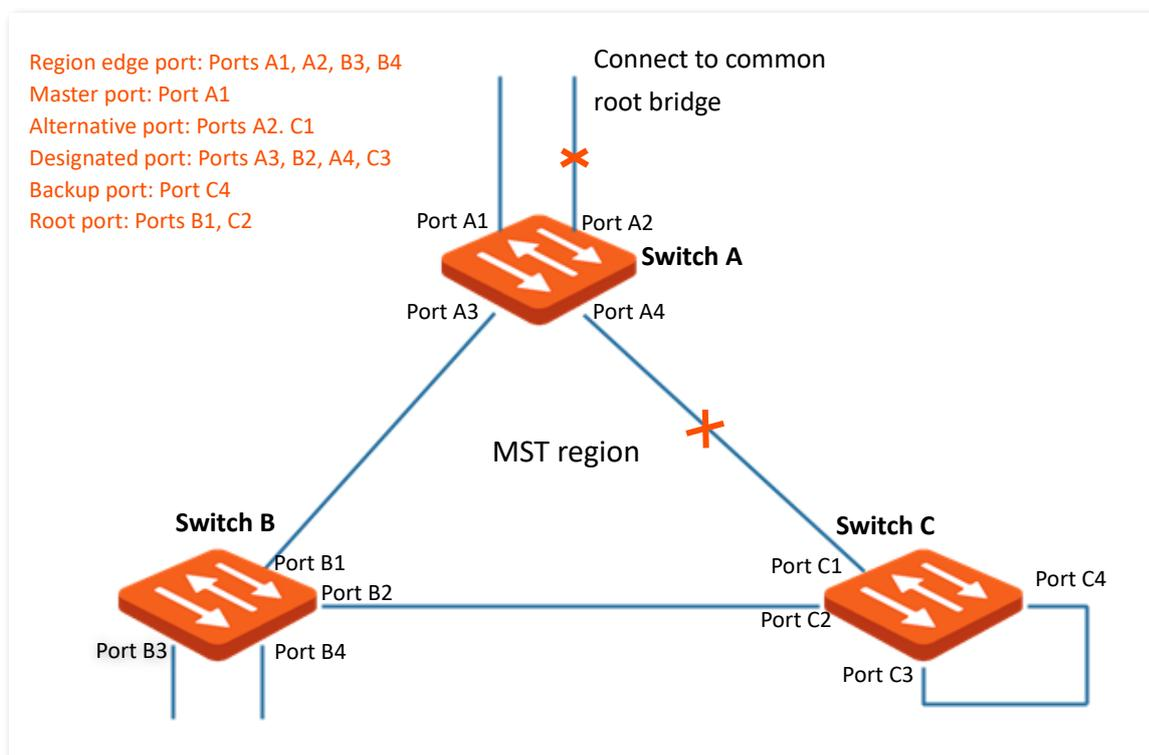 Region edge port: Ports A1, A2, B3, B4
Master port: Port A1
Alternative port: Ports A2. C1
Designated port: Ports A3, B2, A4, C3
Backup port: Port C4
Root port: Ports B1, C2
Connect to common
root bridge
Port A1
Port A2
Switch A
Port A3
Port A4
MST region
Switch B
Switch C
Port B1
Port C1
Port C4
Port B2
Port C2
Port B3
Port B4
Port C3